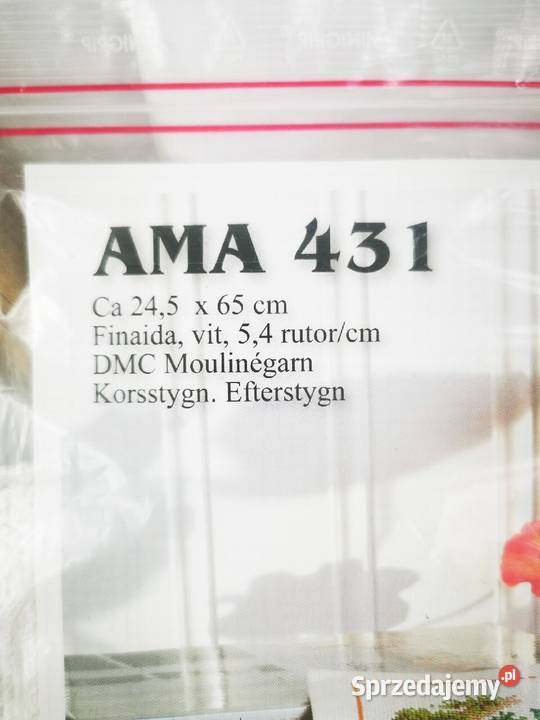 MINIGRIP
AMA 431
Ca 24,5 x 65 cm
Finaida, vit, 5,4 rutor/cm
DMC Moulinégarn
Korsstygn. Efterstygn
Sprzedajemy.pl